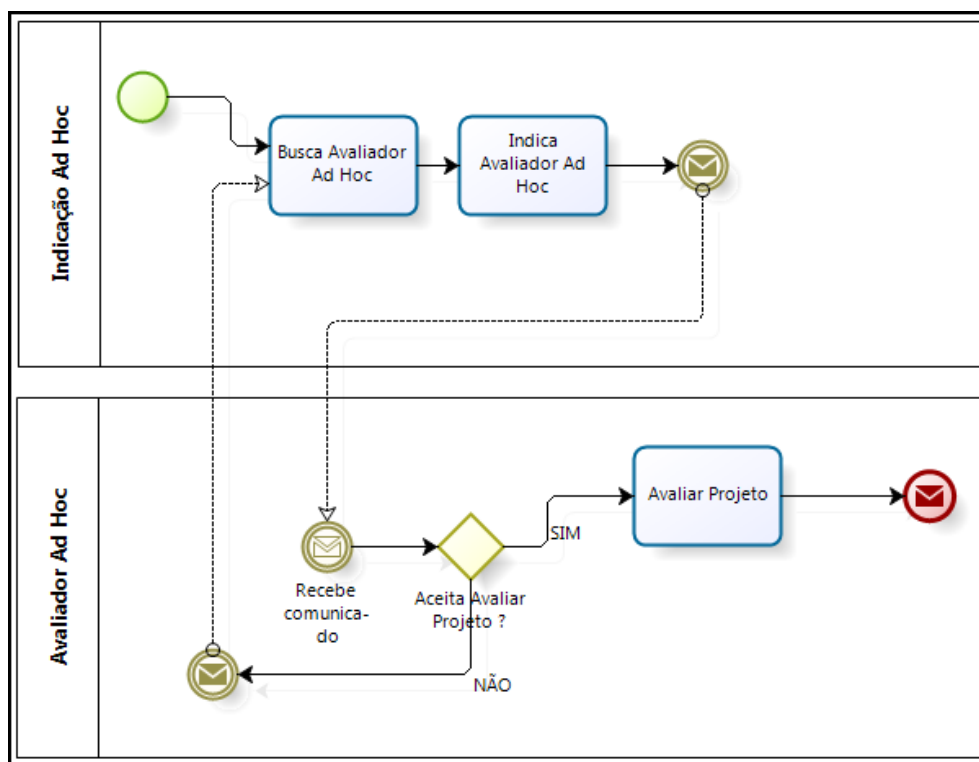 Indicação Ad Hoc
Busca Avaliador
Ad Hoc
Indica
Avaliador Ad
Hoc
Avaliador Ad Hoc
Recebe
comunica-
do
Aceita Avaliar
Projeto ?
SIM
NÃO
Avaliar Projeto